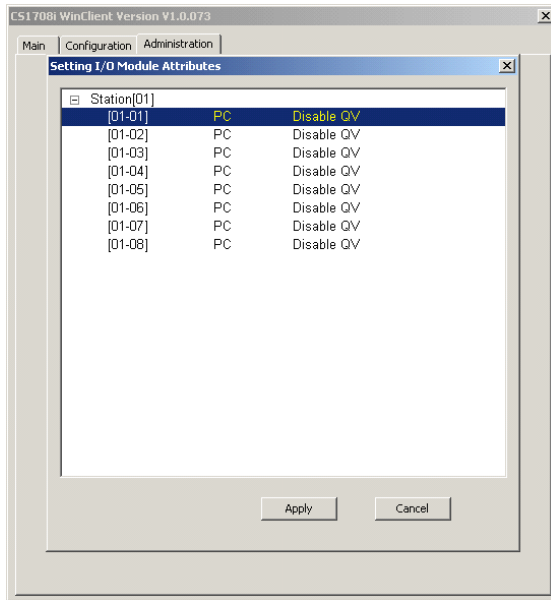 CS1708i WinClient Version V1.0.073
Main Configuration Administration
Setting I/O Module Attributes
Station[01]
[01-01] PC Disable QV
[01-02] PC Disable QV
[01-03] PC Disable QV
[01-04] PC Disable QV
[01-05] PC Disable QV
[01-06] PC Disable QV
[01-07] PC Disable QV
[01-08] PC Disable QV
Apply Cancel